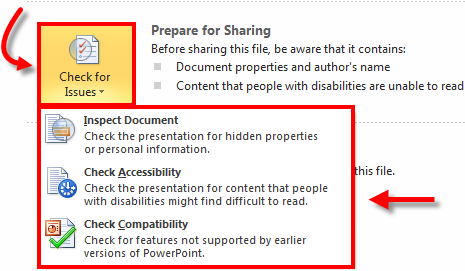 Prepare for Sharing
Before sharing this file, be aware that it contains:
Document properties and author's name
Content that people with disabilities are unable to read
Check for
Issues
Inspect Document
Check the presentation for hidden properties
or personal information.
Check Accessibility
Check the presentation for content that people
with disabilities might find difficult to read.
Check Compatibility
Check for features not supported by earlier
versions of PowerPoint.
this file.